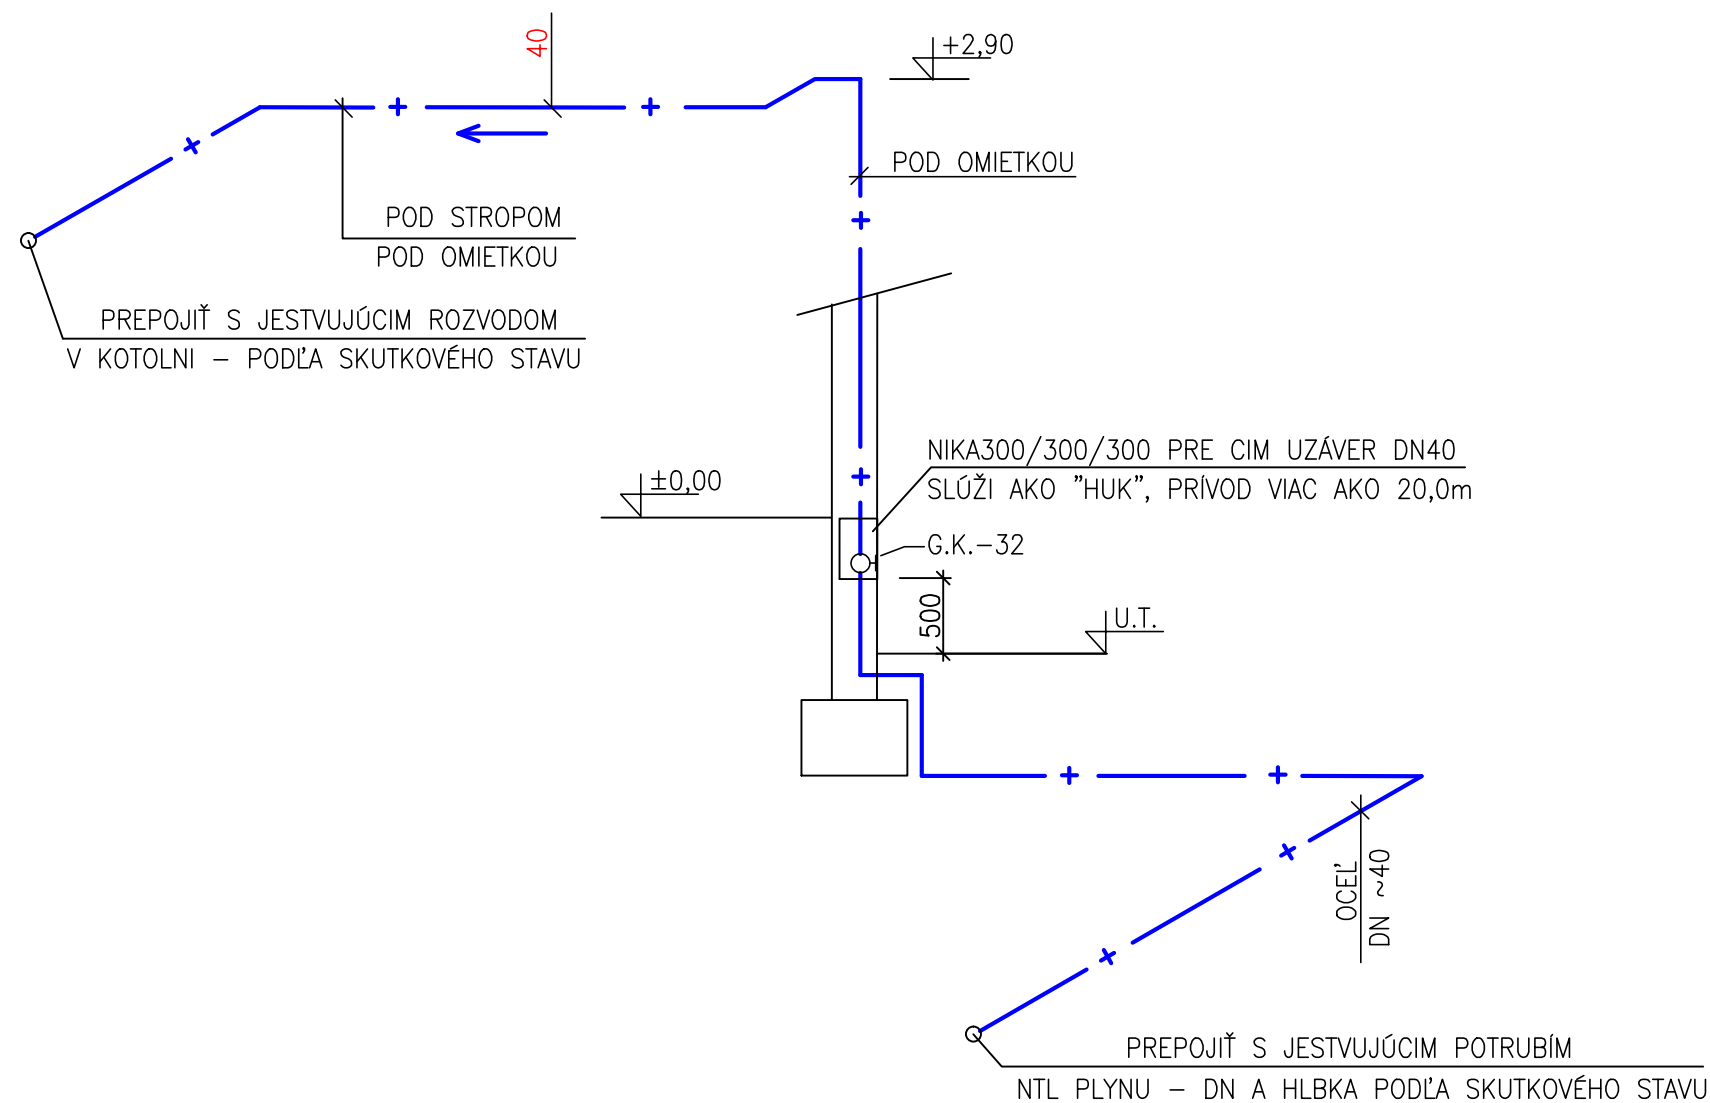 40
+2,90
POD OMIETKOU
POD STROPOM
POD OMIETKOU
PREPOJIŤ S JESTVUJÚCIM ROZVODOM
V KOTOLNI – PODĽA SKUTKOVÉHO STAVU
NIKA300/300/300 PRE CIM UZÁVER DN40
SLÚŽI AKO "HUK", PRÍVOD VIAC AKO 20,0m
±0,00
G.K.–32
500
U.T.
OCEĽ
DN ~40
PREPOJIŤ S JESTVUJÚCIM POTRUBÍM
NTL PLYNU – DN A HLBKA PODĽA SKUTKOVÉHO STAVU